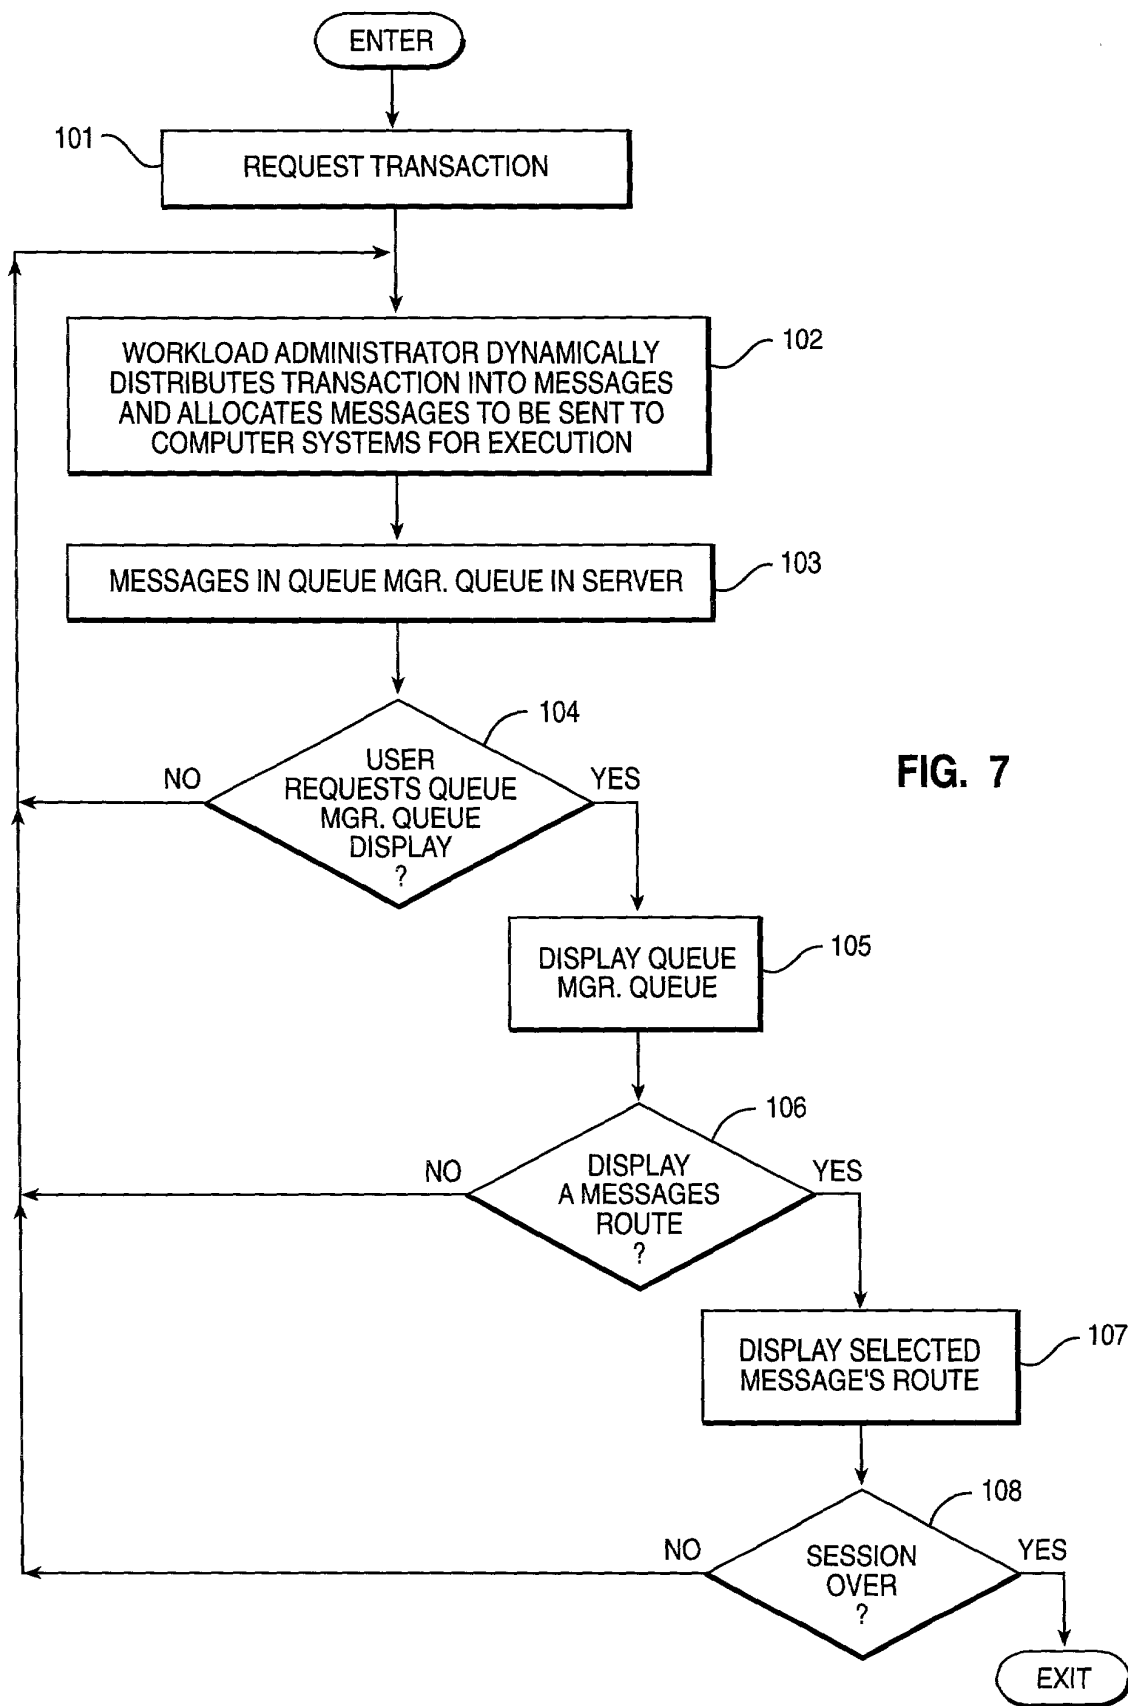 ENTER
101
REQUEST TRANSACTION
102
WORKLOAD ADMINISTRATOR DYNAMICALLY
DISTRIBUTES TRANSACTION INTO MESSAGES
AND ALLOCATES MESSAGES TO BE SENT TO
COMPUTER SYSTEMS FOR EXECUTION
103
MESSAGES IN QUEUE MGR. QUEUE IN SERVER
104
USER
REQUESTS QUEUE
MGR. QUEUE
DISPLAY
?
NO
YES
FIG. 7
105
DISPLAY QUEUE
MGR. QUEUE
106
DISPLAY
A MESSAGES
ROUTE
?
NO
YES
107
DISPLAY SELECTED
MESSAGE'S ROUTE
108
SESSION
OVER
?
NO
YES
EXIT